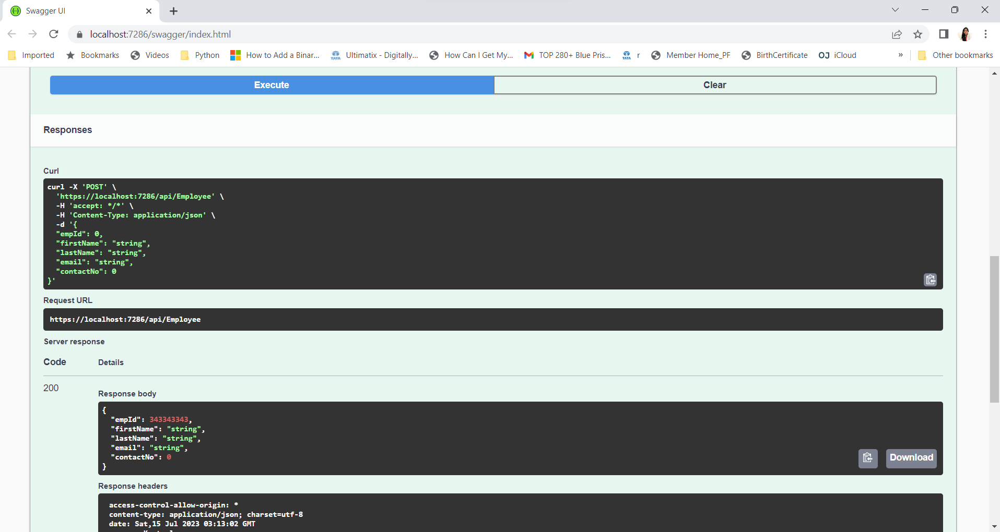 Swagger UI
localhost:7286/swagger/index.html
Imported Bookmarks Videos Python How to Add a Binar... Ultimatix - Digitally... How Can I Get My... TOP 280+ Blue Pris... TATA r Member Home_PF BirthCertificate OJ iCloud » Other bookmarks
Execute Clear
Responses
Curl
curl -X 'POST' \
'https://localhost:7286/api/Employee' \
-H 'accept: */*' \
-H 'Content-Type: application/json' \
-d '{
"empId": 0,
"firstName": "string",
"lastName": "string",
"email": "string",
"contactNo": 0
}'
Request URL
https://localhost:7286/api/Employee
Server response
Code Details
200
Response body
{
"empId": 343343343,
"firstName": "string",
"lastName": "string",
"email": "string",
"contactNo": 0
}
Download
Response headers
access-control-allow-origin: *
content-type: application/json; charset=utf-8
date: Sat,15 Jul 2023 03:13:02 GMT